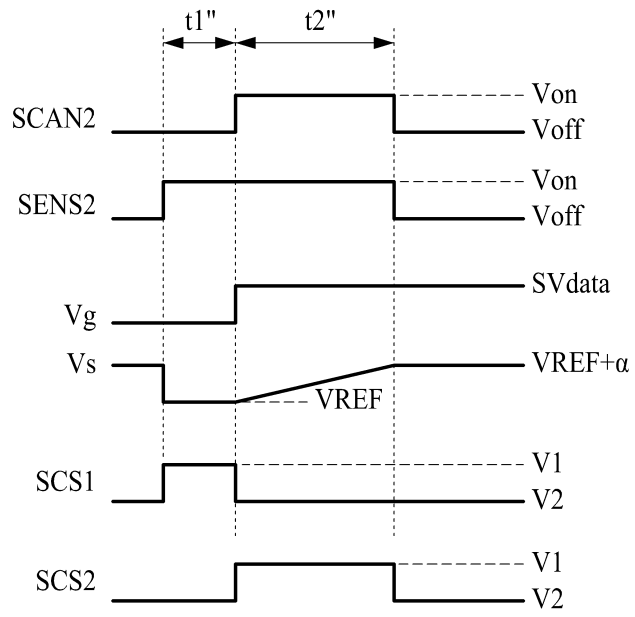 t1" t2"
SCAN2 Von
Voff
SENS2 Von
Voff
Vg SVdata
Vs VREF+α
VREF
SCS1 V1
V2
SCS2 V1
V2